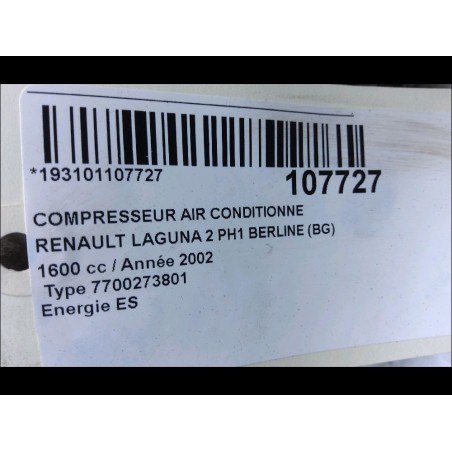 *193101107727
107727
COMPRESSEUR AIR CONDITIONNE
RENAULT LAGUNA 2 PH1 BERLINE (BG)
1600 cc / Année 2002
Type 7700273801
Energie ES